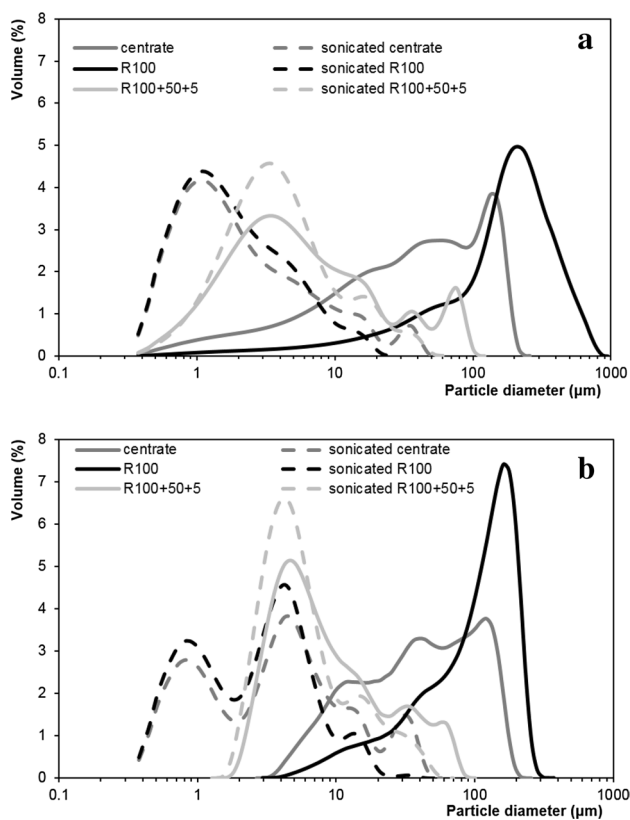 Volume (%)
8
7
6
5
4
3
2
1
0
a
centrate
sonicated centrate
R100
sonicated R100
R100+50+5
sonicated R100+50+5
0.1
1
10
100
1000
Particle diameter (µm)
Volume (%)
8
7
6
5
4
3
2
1
0
b
centrate
sonicated centrate
R100
sonicated R100
R100+50+5
sonicated R100+50+5
0.1
1
10
100
1000
Particle diameter (µm)